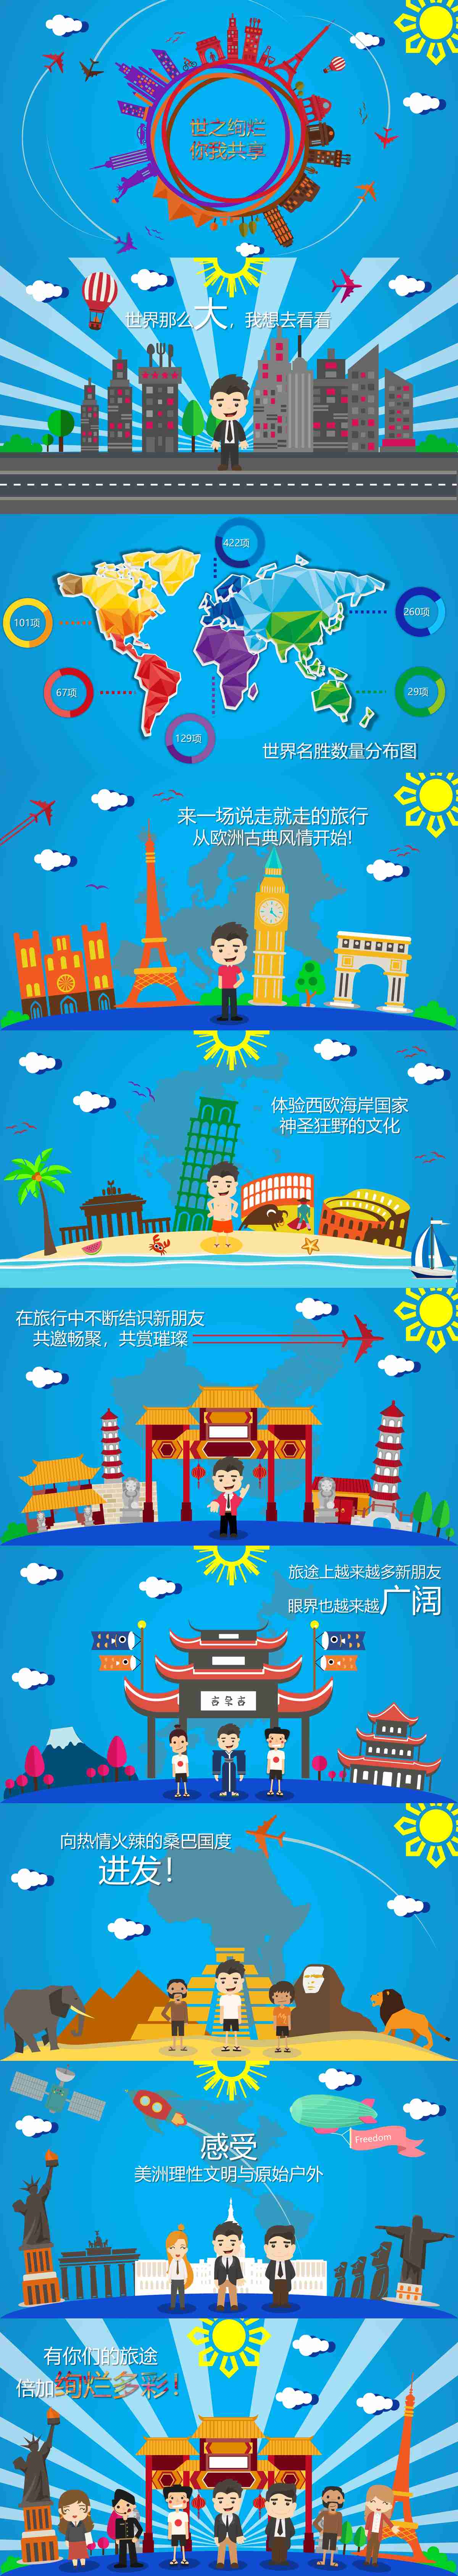 世之绚烂
你我共享
世界那么大，我想去看看
422项
101项
260项
67项
29项
129项
世界名胜数量分布图
来一场说走就走的旅行
从欧洲古典风情开始!
体验西欧海岸国家
神圣狂野的文化
在旅行中不断结识新朋友
共邀畅聚，共赏璀璨
旅途上越来越多新朋友
眼界也越来越广阔
向热情火辣的桑巴国度
进发！
Freedom
感受
美洲理性文明与原始户外
有你们的旅途
倍加绚烂多彩！